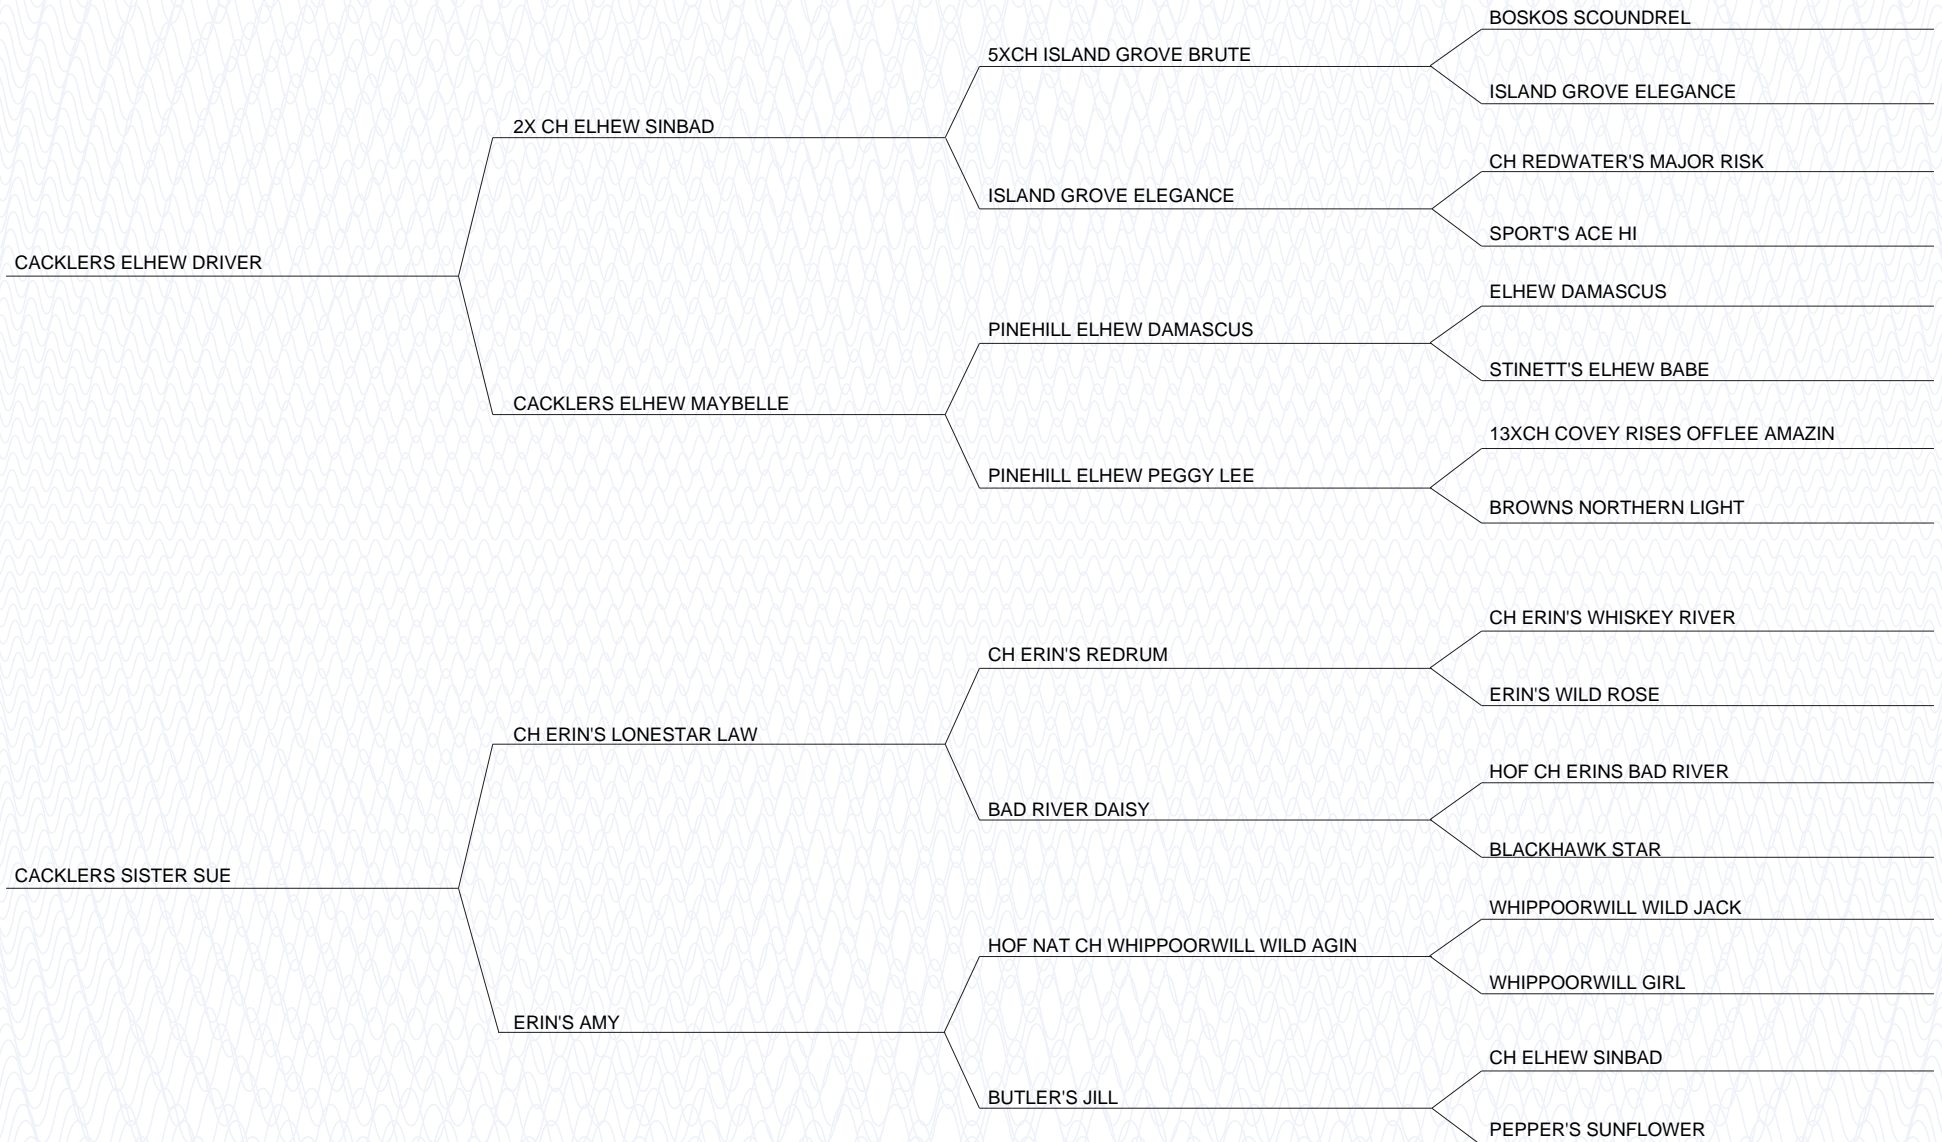 BOSKOS SCOUNDREL
5XCH ISLAND GROVE BRUTE
ISLAND GROVE ELEGANCE
2X CH ELHEW SINBAD
CH REDWATER'S MAJOR RISK
ISLAND GROVE ELEGANCE
SPORT'S ACE HI
CACKLERS ELHEW DRIVER
ELHEW DAMASCUS
PINEHILL ELHEW DAMASCUS
STINETT'S ELHEW BABE
CACKLERS ELHEW MAYBELLE
13XCH COVEY RISES OFFLEE AMAZIN
PINEHILL ELHEW PEGGY LEE
BROWNS NORTHERN LIGHT
CH ERIN'S WHISKEY RIVER
CH ERIN'S REDRUM
ERIN'S WILD ROSE
CH ERIN'S LONESTAR LAW
HOF CH ERINS BAD RIVER
BAD RIVER DAISY
BLACKHAWK STAR
CACKLERS SISTER SUE
WHIPPOORWILL WILD JACK
HOF NAT CH WHIPPOORWILL WILD AGIN
WHIPPOORWILL GIRL
ERIN'S AMY
CH ELHEW SINBAD
BUTLER'S JILL
PEPPER'S SUNFLOWER